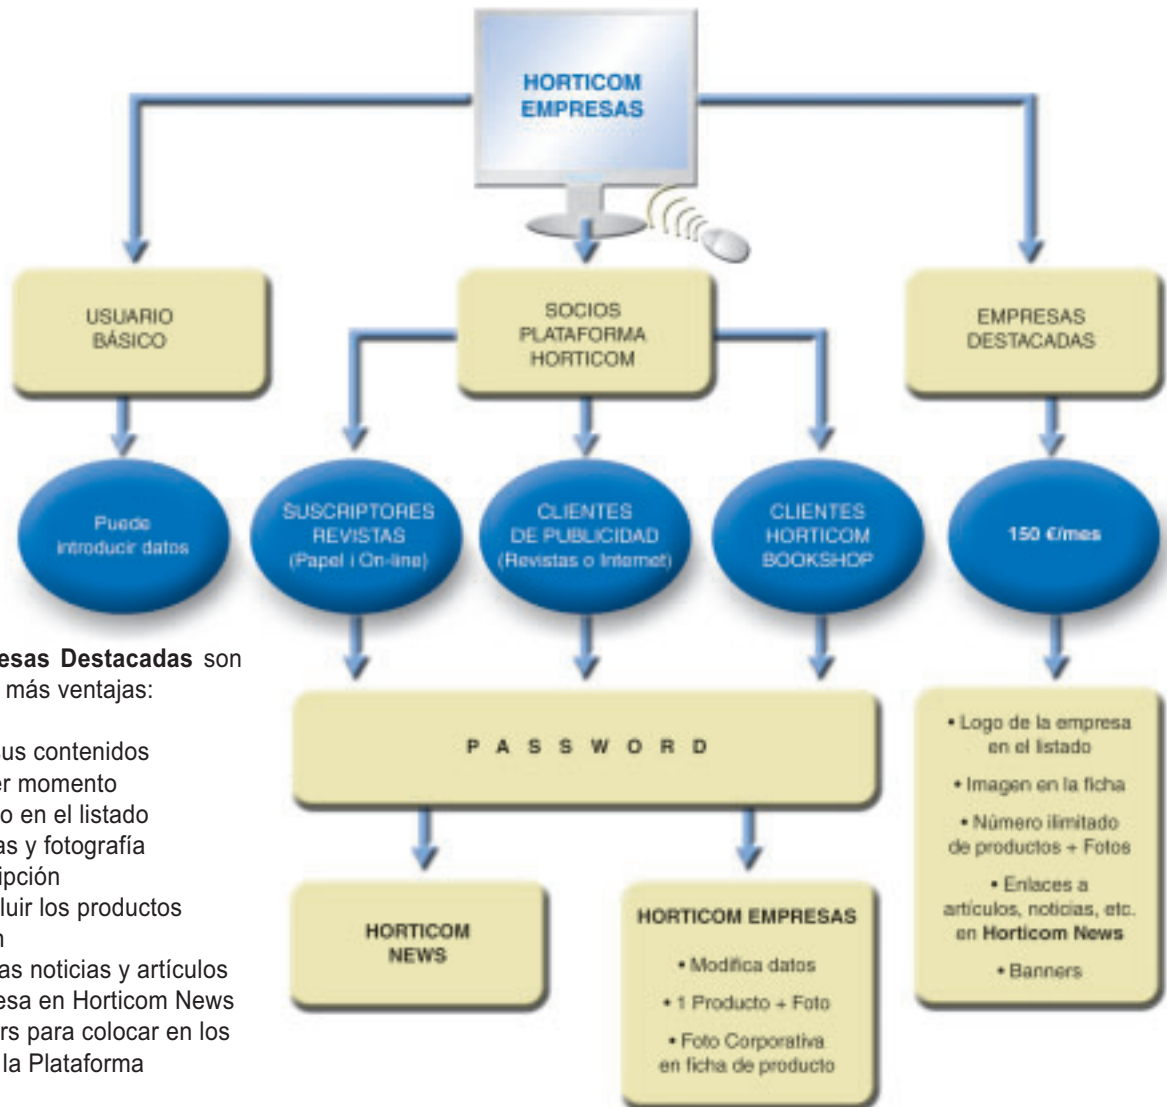 HORTICOM
EMPRESAS
USUARIO
BÁSICO
SOCIOS
PLATAFORMA
HORTICOM
EMPRESAS
DESTACADAS
Puede
introducir datos
SUSCRIPTORES
REVISTAS
(Papel i On-line)
CLIENTES
DE PUBLICIDAD
(Revistas o Internet)
CLIENTES
HORTICOM
BOOKSHOP
150 €/mes
esas Destacadas son
más ventajas:
sus contenidos
er momento
o en el listado
as y fotografía
ipción
luir los productos
n
as noticias y artículos
esa en Horticom News
rs para colocar en los
la Plataforma
P A S S W O R D
HORTICOM
NEWS
HORTICOM EMPRESAS
• Modifica datos
• 1 Producto + Foto
• Foto Corporativa
en ficha de producto
• Logo de la empresa
en el listado
• Imagen en la ficha
• Número ilimitado
de productos + Fotos
• Enlaces a
artículos, noticias, etc.
en Horticom News
• Banners